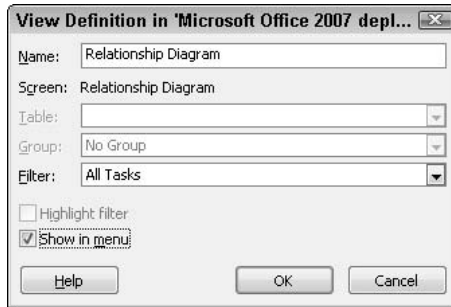 View Definition in 'Microsoft Office 2007 depl...
Name: Relationship Diagram
Screen: Relationship Diagram
Table:
Group: No Group
Filter: All Tasks
Highlight filter
Show in menu
Help OK Cancel